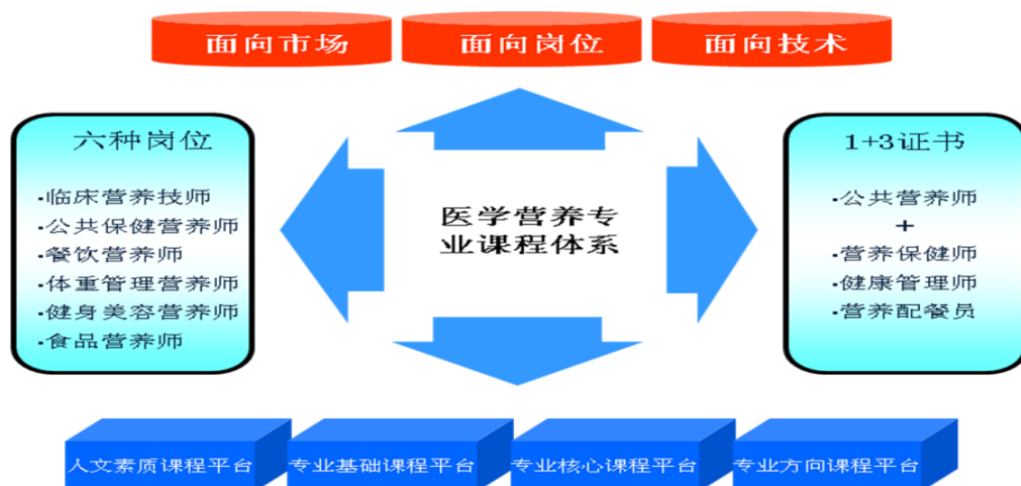 面向市场
面向岗位
面向技术
六种岗位
·临床营养技师
·公共保健营养师
·餐饮营养师
·体重管理营养师
·健身美容营养师
·食品营养师
医学营养专
业课程体系
1+3证书
·公共营养师
+
·营养保健师
·健康管理师
·营养配餐员
人文素质课程平台
专业基础课程平台
专业核心课程平台
专业方向课程平台